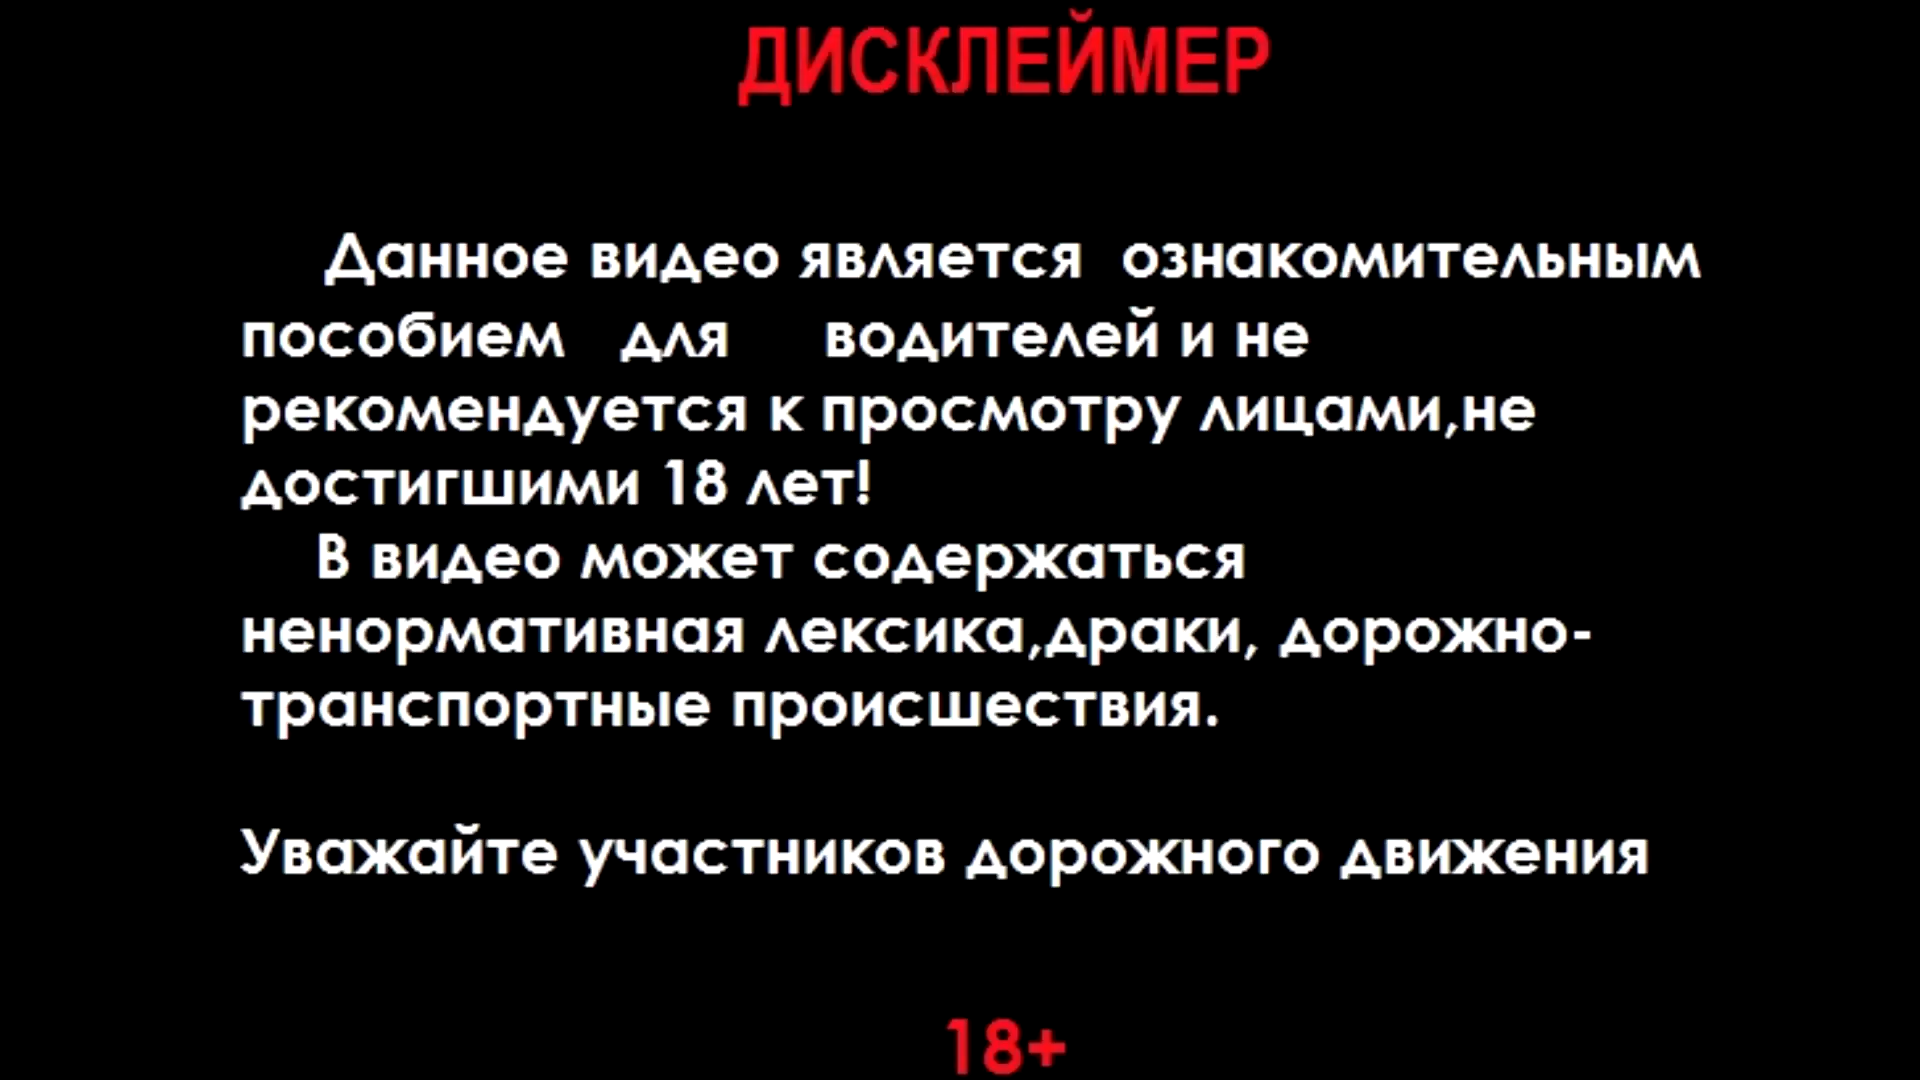 ДИСКЛЕЙМЕР
Данное видео является ознакомительным
пособием для водителей и не
рекомендуется к просмотру лицами,не
достигшими 18 лет!
В видео может содержаться
ненормативная лексика,драки, дорожно-
транспортные происшествия.
Уважайте участников дорожного движения
18+